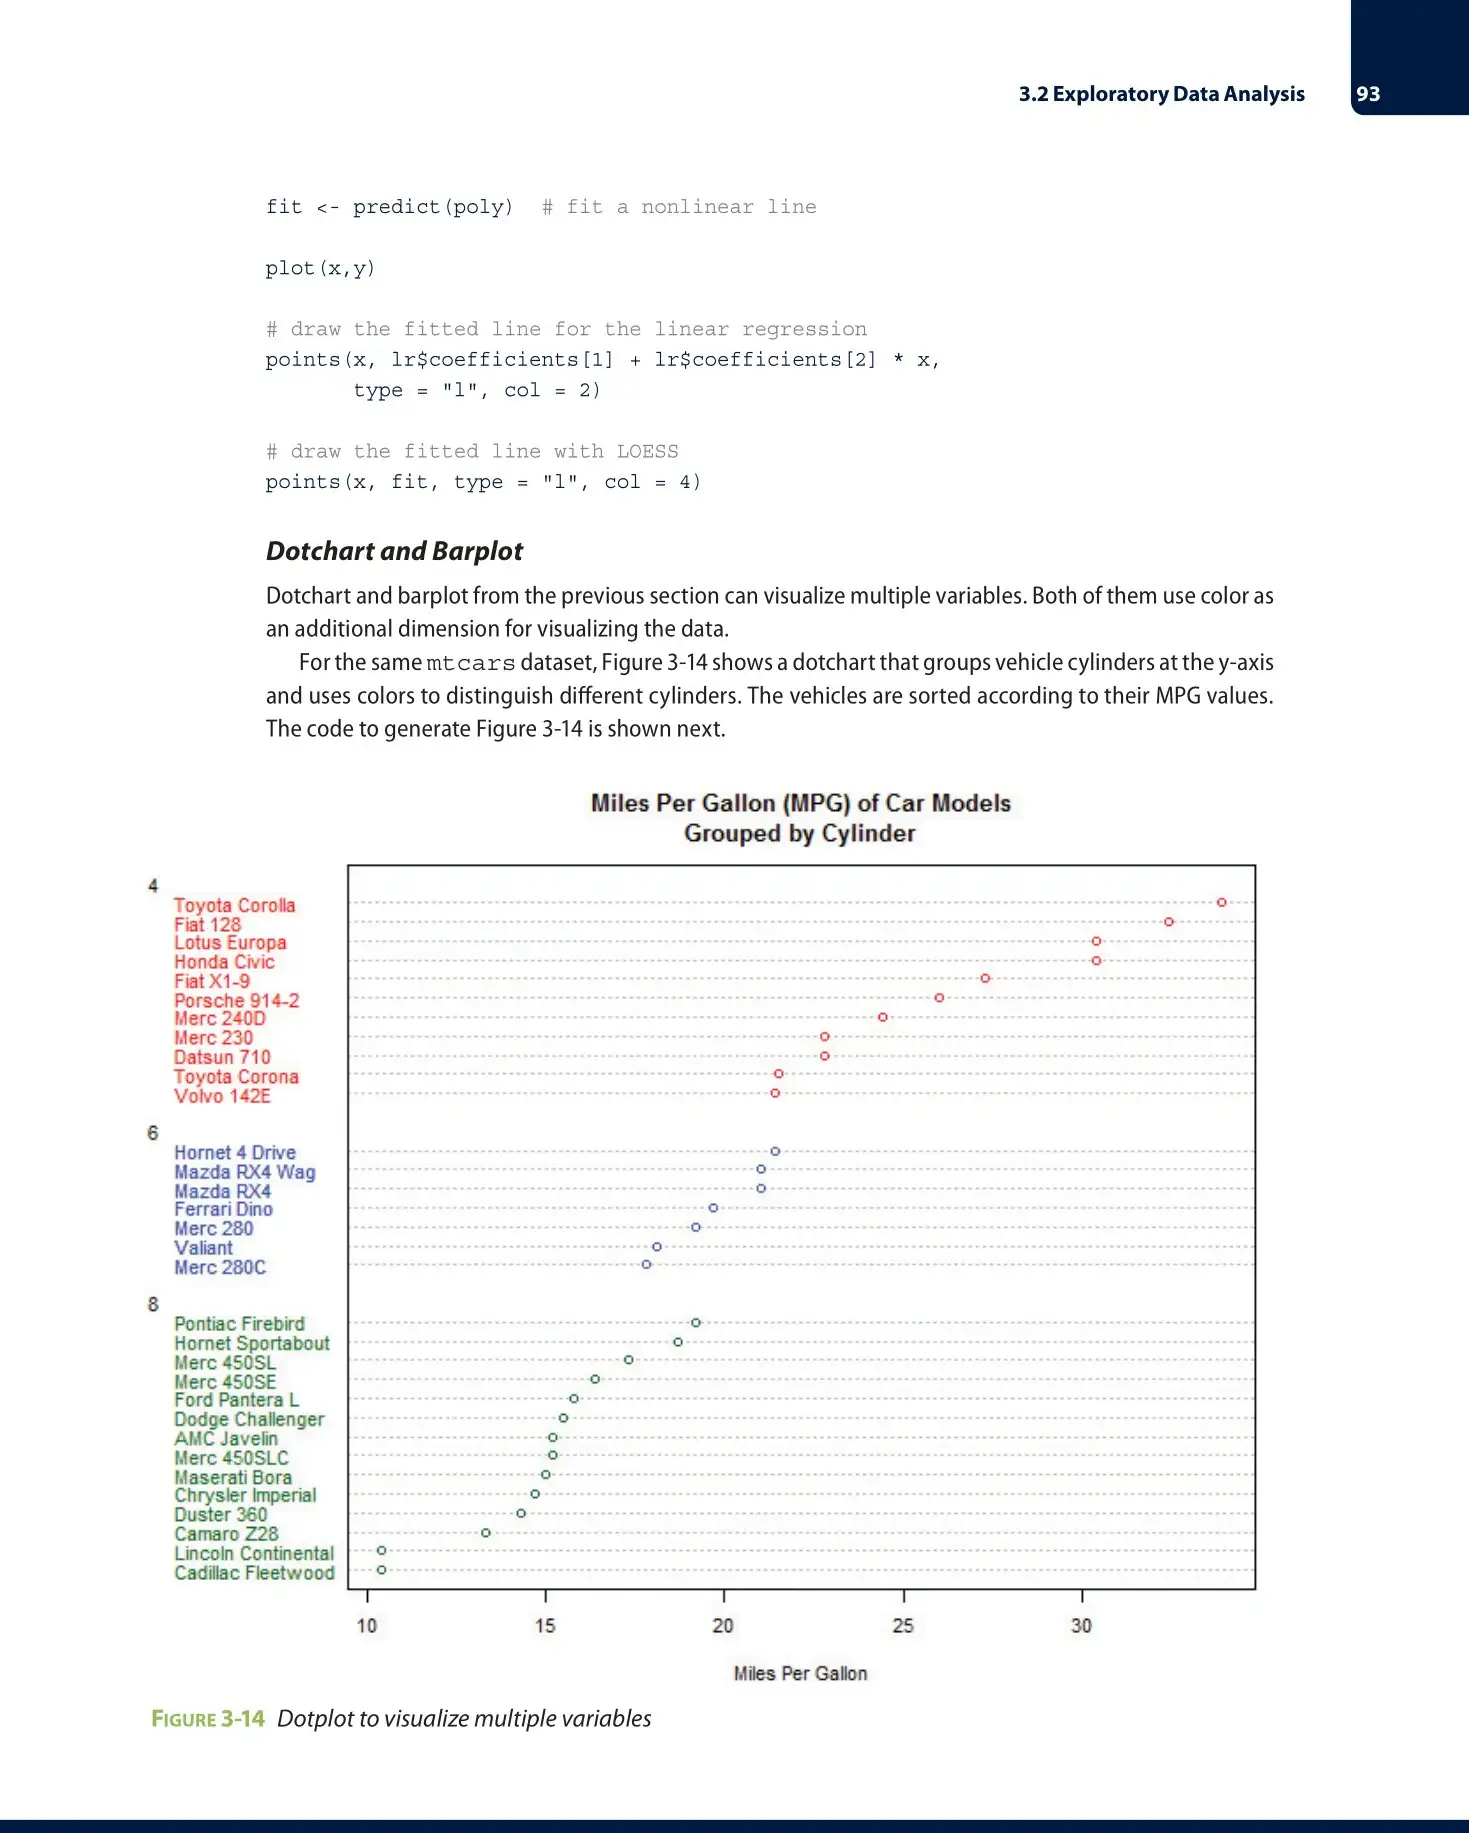 3.2 Exploratory Data Analysis 93
fit <- predict(poly)  # fit a nonlinear line
plot(x,y)
# draw the fitted line for the linear regression
points(x, lr$coefficients[1] + lr$coefficients[2] * x,
       type = "l", col = 2)
# draw the fitted line with LOESS
points(x, fit, type = "l", col = 4)
Dotchart and Barplot
Dotchart and barplot from the previous section can visualize multiple variables. Both of them use color as
an additional dimension for visualizing the data.
For the same mtcars dataset, Figure 3-14 shows a dotchart that groups vehicle cylinders at the y-axis
and uses colors to distinguish different cylinders. The vehicles are sorted according to their MPG values.
The code to generate Figure 3-14 is shown next.
Miles Per Gallon (MPG) of Car Models
Grouped by Cylinder
4
Toyota Corolla
Fiat 128
Lotus Europa
Honda Civic
Fiat X1-9
Porsche 914-2
Merc 240D
Merc 230
Datsun 710
Toyota Corona
Volvo 142E
6
Hornet 4 Drive
Mazda RX4 Wag
Mazda RX4
Ferrari Dino
Merc 280
Valiant
Merc 280C
8
Pontiac Firebird
Hornet Sportabout
Merc 450SL
Merc 450SE
Ford Pantera L
Dodge Challenger
AMC Javelin
Merc 450SLC
Maserati Bora
Chrysler Imperial
Duster 360
Camaro Z28
Lincoln Continental
Cadillac Fleetwood
10 15 20 25 30
Miles Per Gallon
FIGURE 3-14 Dotplot to visualize multiple variables